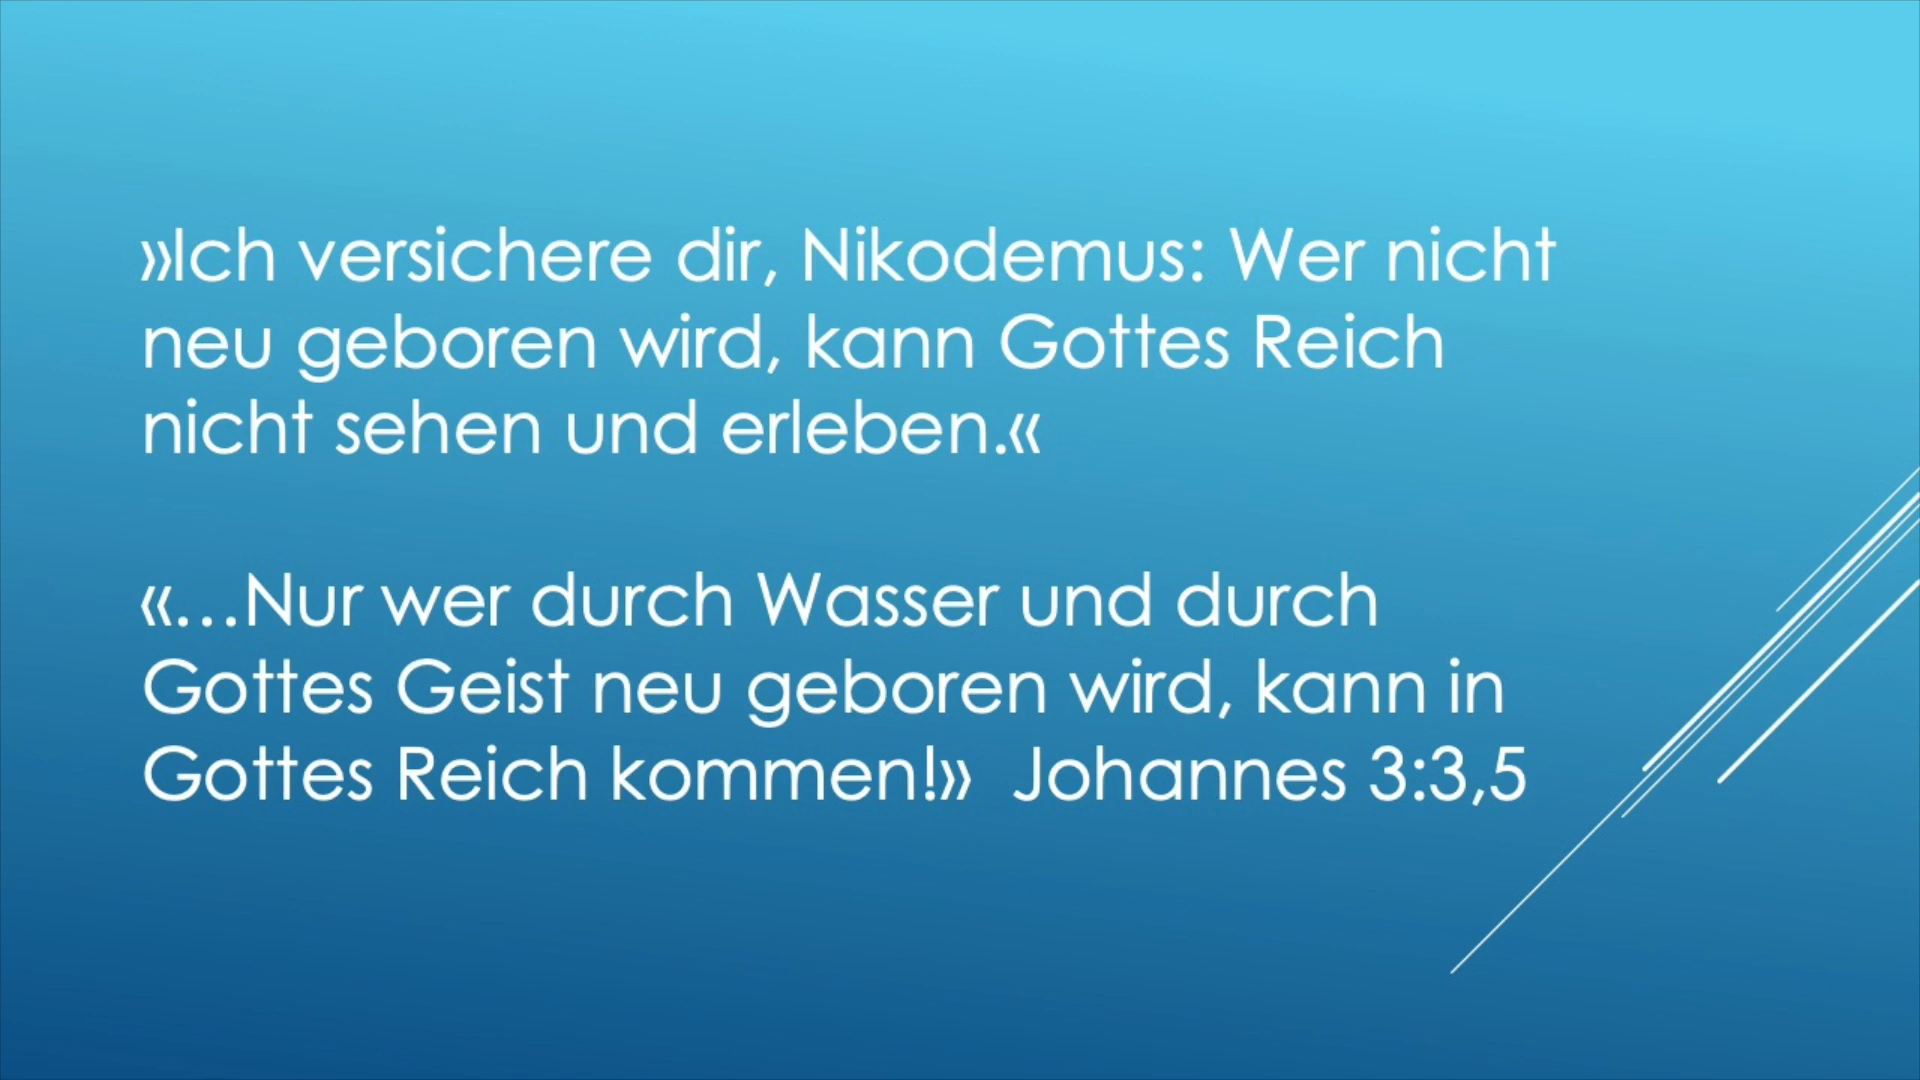 »Ich versichere dir, Nikodemus: Wer nicht
neu geboren wird, kann Gottes Reich
nicht sehen und erleben.«
«…Nur wer durch Wasser und durch
Gottes Geist neu geboren wird, kann in
Gottes Reich kommen!»  Johannes 3:3,5